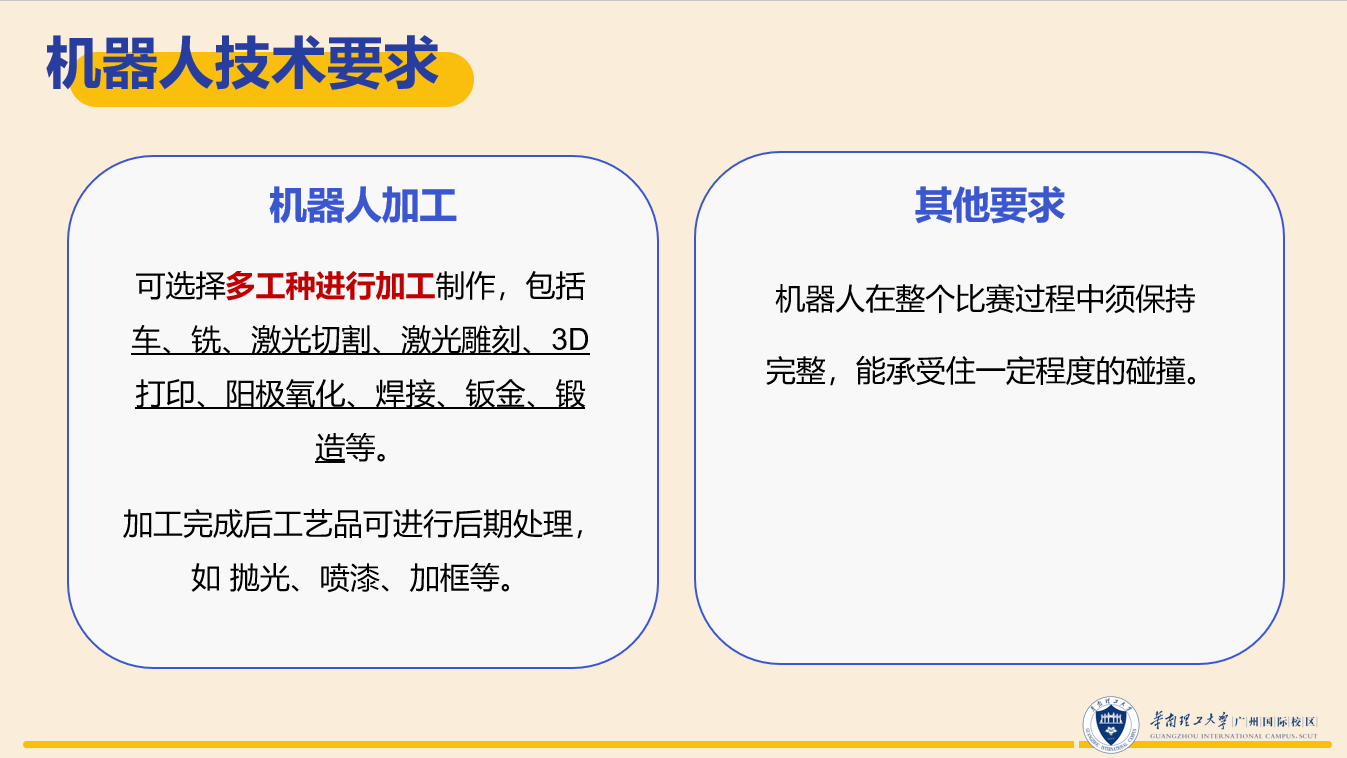 机器人技术要求
机器人加工
可选择多工种进行加工制作，包括
车、铣、激光切割、激光雕刻、3D
打印、阳极氧化、焊接、钣金、锻
造等。
加工完成后工艺品可进行后期处理，
如 抛光、喷漆、加框等。
其他要求
机器人在整个比赛过程中须保持
完整，能承受住一定程度的碰撞。
华南理工大学|广州国际校区|
GUANGZHOU INTERNATIONAL CAMPUS, SCUT